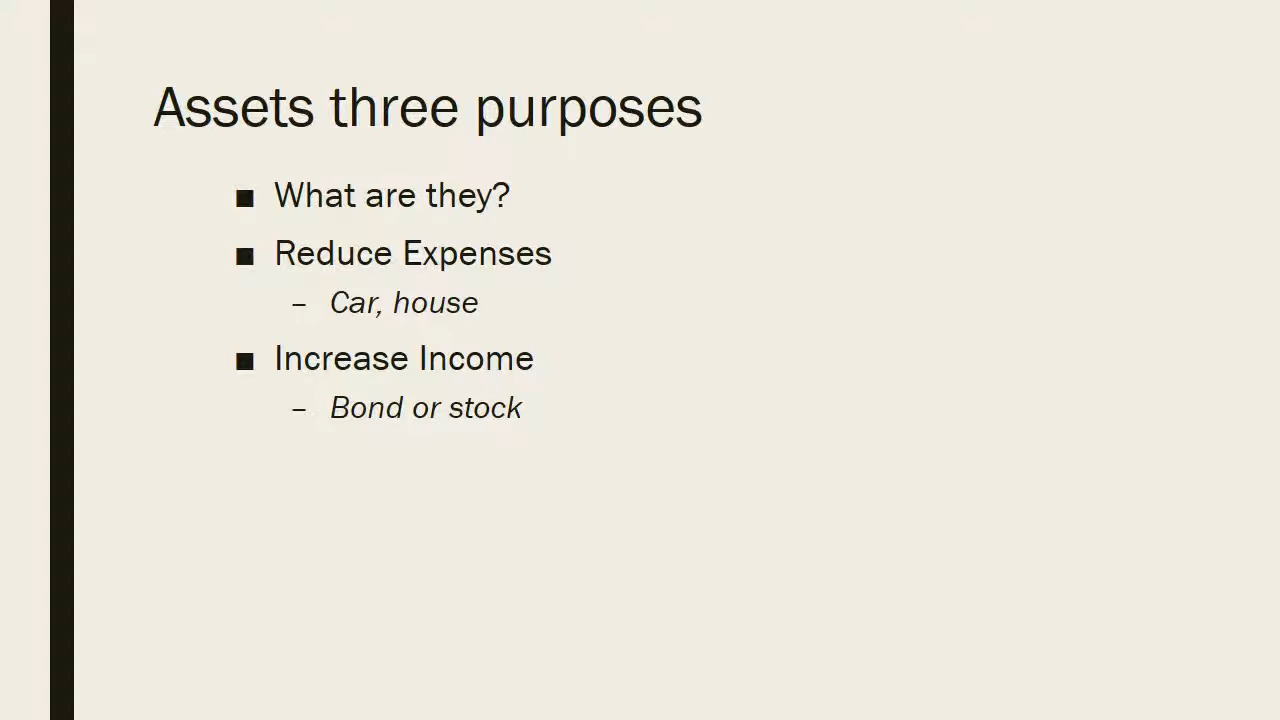 Assets three purposes
■ What are they?
■ Reduce Expenses
– Car, house
■ Increase Income
– Bond or stock